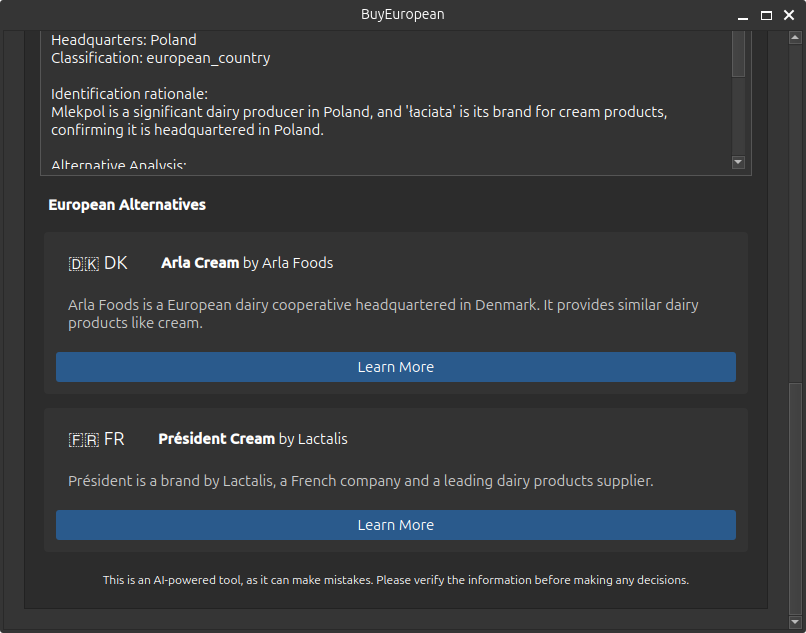 BuyEuropean
Headquarters: Poland
Classification: european_country
Identification rationale:
Mlekpol is a significant dairy producer in Poland, and 'łaciata' is its brand for cream products,
confirming it is headquartered in Poland.
Alternative Analysis:
European Alternatives
🇩🇰 DK Arla Cream by Arla Foods
Arla Foods is a European dairy cooperative headquartered in Denmark. It provides similar dairy
products like cream.
Learn More
🇫🇷 FR Président Cream by Lactalis
Président is a brand by Lactalis, a French company and a leading dairy products supplier.
Learn More
This is an AI-powered tool, as it can make mistakes. Please verify the information before making any decisions.